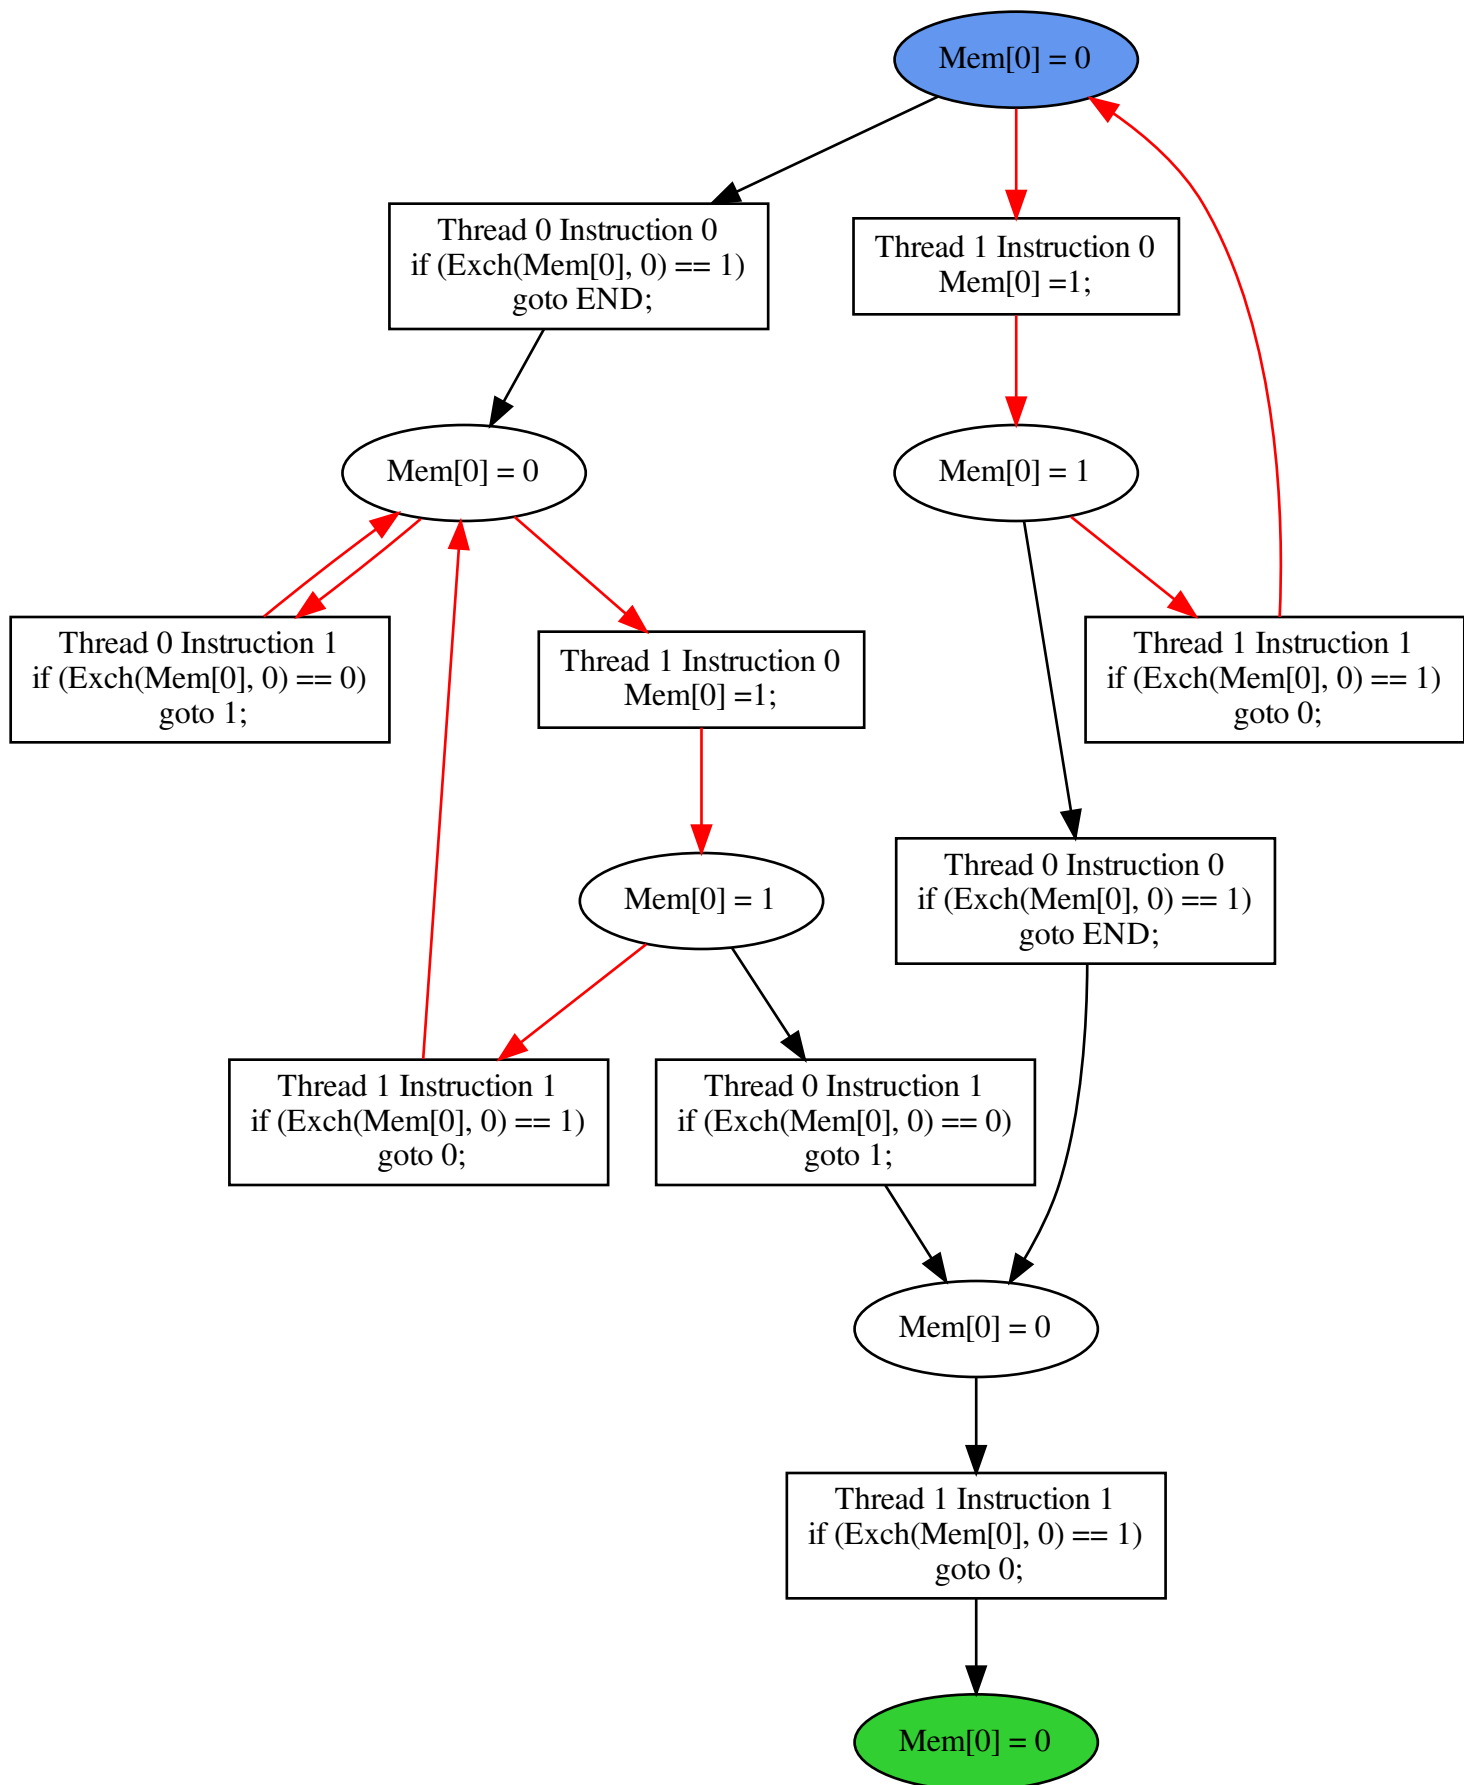 Mem[0] = 0
Thread 0 Instruction 0
if (Exch(Mem[0], 0) == 1)
goto END;
Thread 1 Instruction 0
Mem[0] =1;
Mem[0] = 0
Mem[0] = 1
Thread 0 Instruction 1
if (Exch(Mem[0], 0) == 0)
goto 1;
Thread 1 Instruction 0
Mem[0] =1;
Thread 1 Instruction 1
if (Exch(Mem[0], 0) == 1)
goto 0;
Mem[0] = 1
Thread 0 Instruction 0
if (Exch(Mem[0], 0) == 1)
goto END;
Thread 1 Instruction 1
if (Exch(Mem[0], 0) == 1)
goto 0;
Thread 0 Instruction 1
if (Exch(Mem[0], 0) == 0)
goto 1;
Mem[0] = 0
Thread 1 Instruction 1
if (Exch(Mem[0], 0) == 1)
goto 0;
Mem[0] = 0